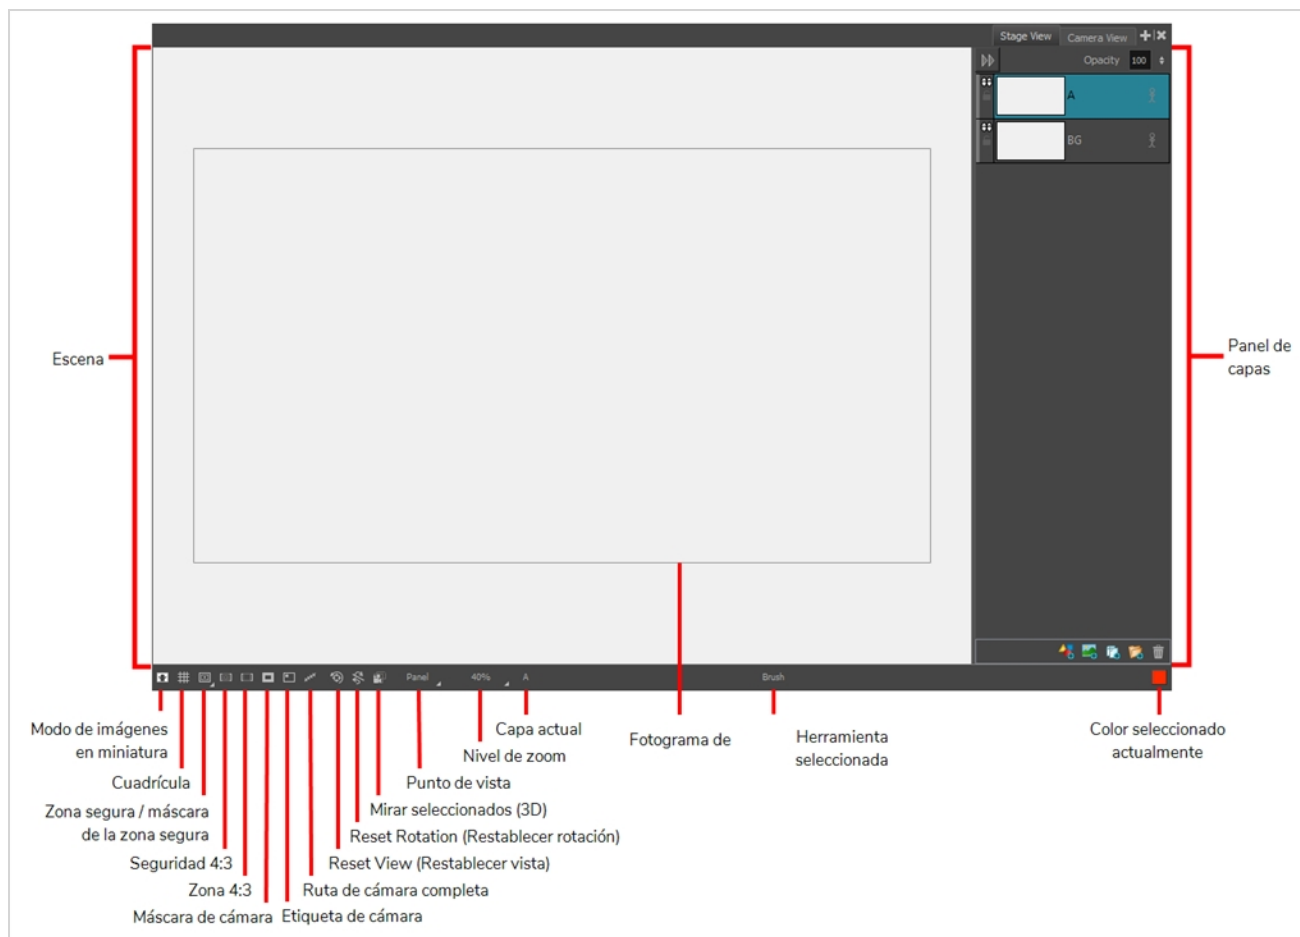 Stage View
Camera View
Opacity
100
A
BG
Escena
Panel de
capas
Panel
40%
A
Brush
Modo de imágenes
en miniatura
Capa actual
Fotograma de
Herramienta
seleccionada
Color seleccionado
actualmente
Nivel de zoom
Cuadrícula
Punto de vista
Zona segura / máscara
de la zona segura
Mirar seleccionados (3D)
Reset Rotation (Restablecer rotación)
Seguridad 4:3
Reset View (Restablecer vista)
Zona 4:3
Ruta de cámara completa
Máscara de cámara
Etiqueta de cámara